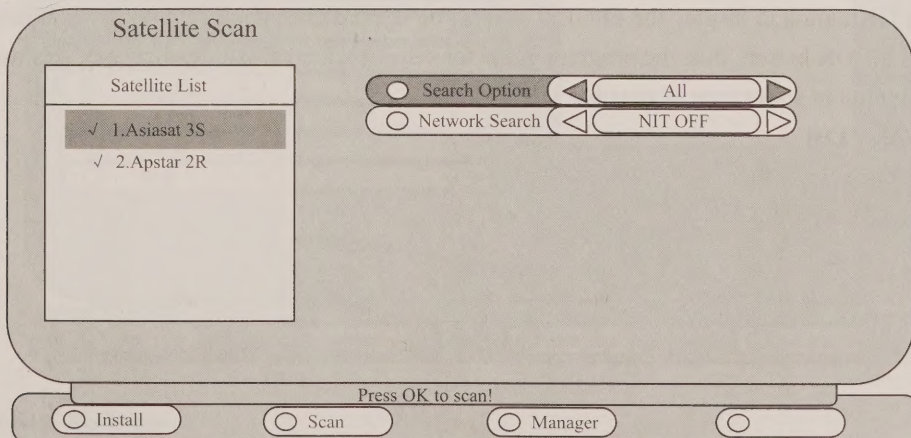 Satellite Scan
Satellite List
√ 1.Asiasat 3S
√ 2.Apstar 2R
Search Option
All
Network Search
NIT OFF
Press OK to scan!
Install
Scan
Manager